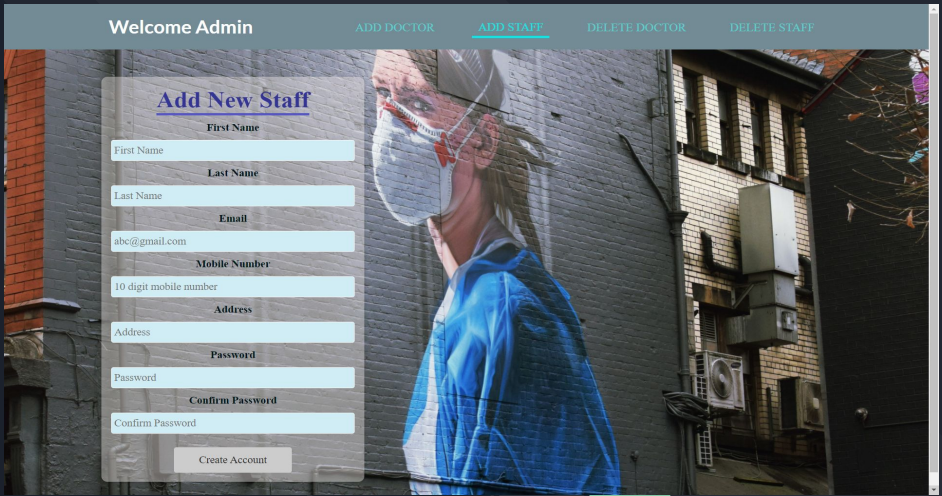 Welcome Admin
ADD DOCTOR
ADD STAFF
DELETE DOCTOR
DELETE STAFF
Add New Staff
First Name
First Name
Last Name
Last Name
Email
abc@gmail.com
Mobile Number
10 digit mobile number
Address
Address
Password
Password
Confirm Password
Confirm Password
Create Account